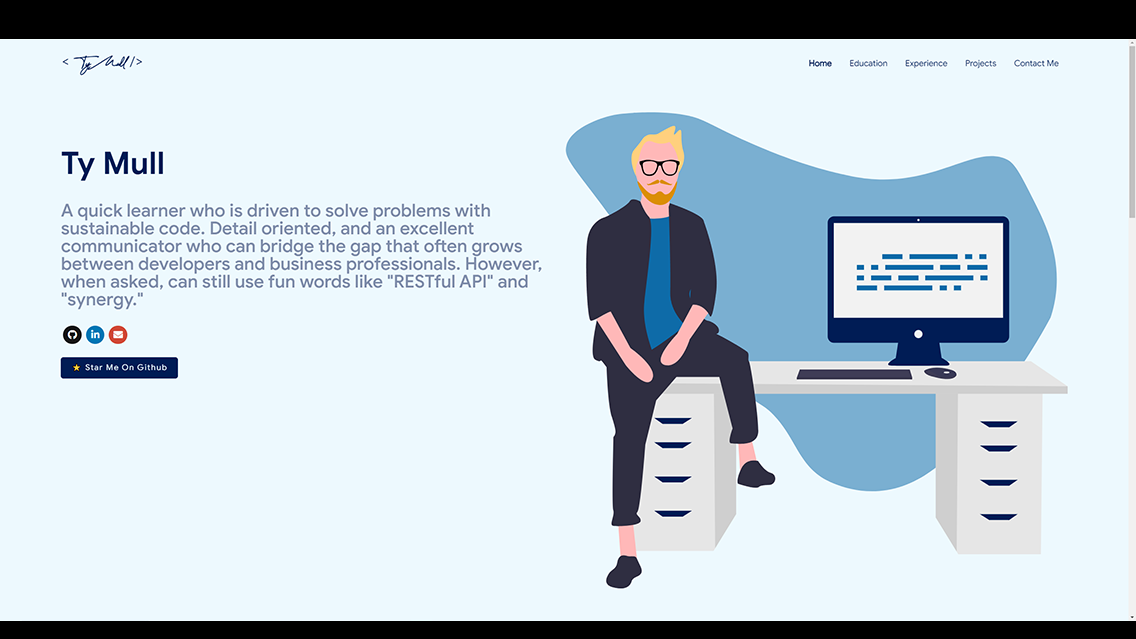 < Ty Mull />
Home Education Experience Projects Contact Me
Ty Mull
A quick learner who is driven to solve problems with
sustainable code. Detail oriented, and an excellent
communicator who can bridge the gap that often grows
between developers and business professionals. However,
when asked, can still use fun words like "RESTful API" and
"synergy."
in
★ Star Me On Github